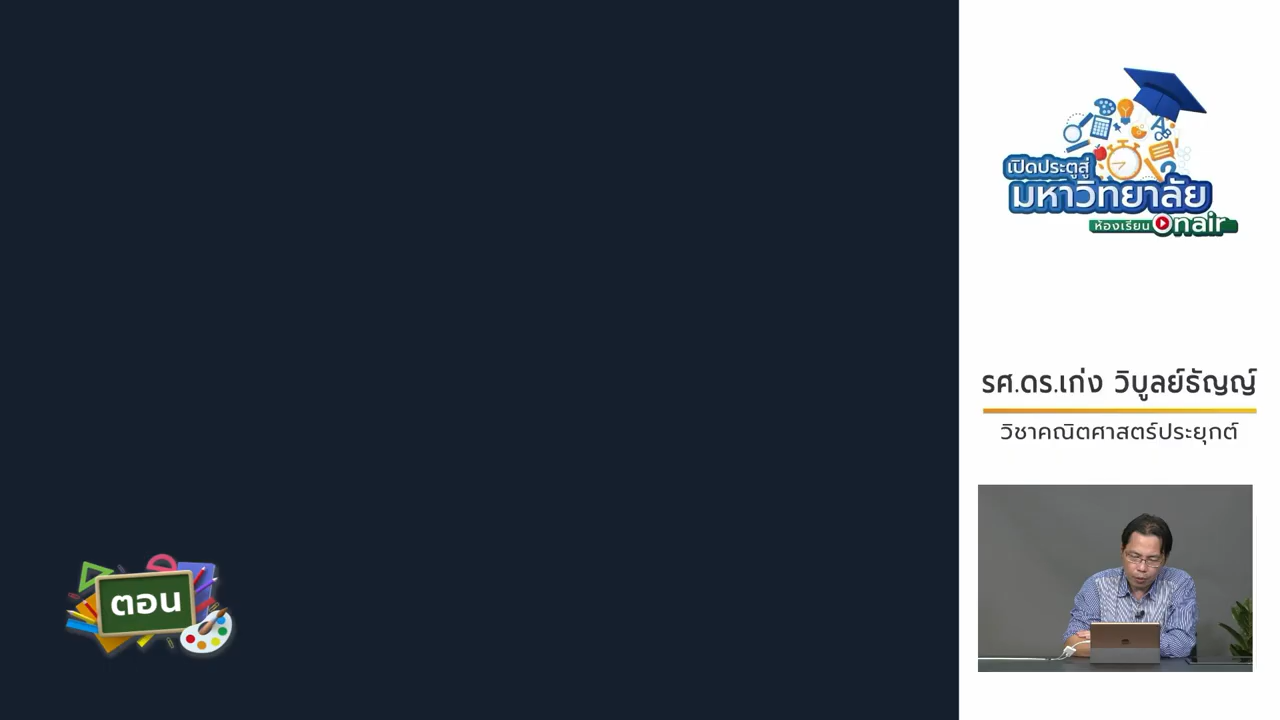 เปิดประตูสู่
มหาวิทยาลัย
ห้องเรียน Onair
รศ.ดร.เก่ง วิบูลย์ธัญญ์
วิชาคณิตศาสตร์ประยุกต์
ตอน